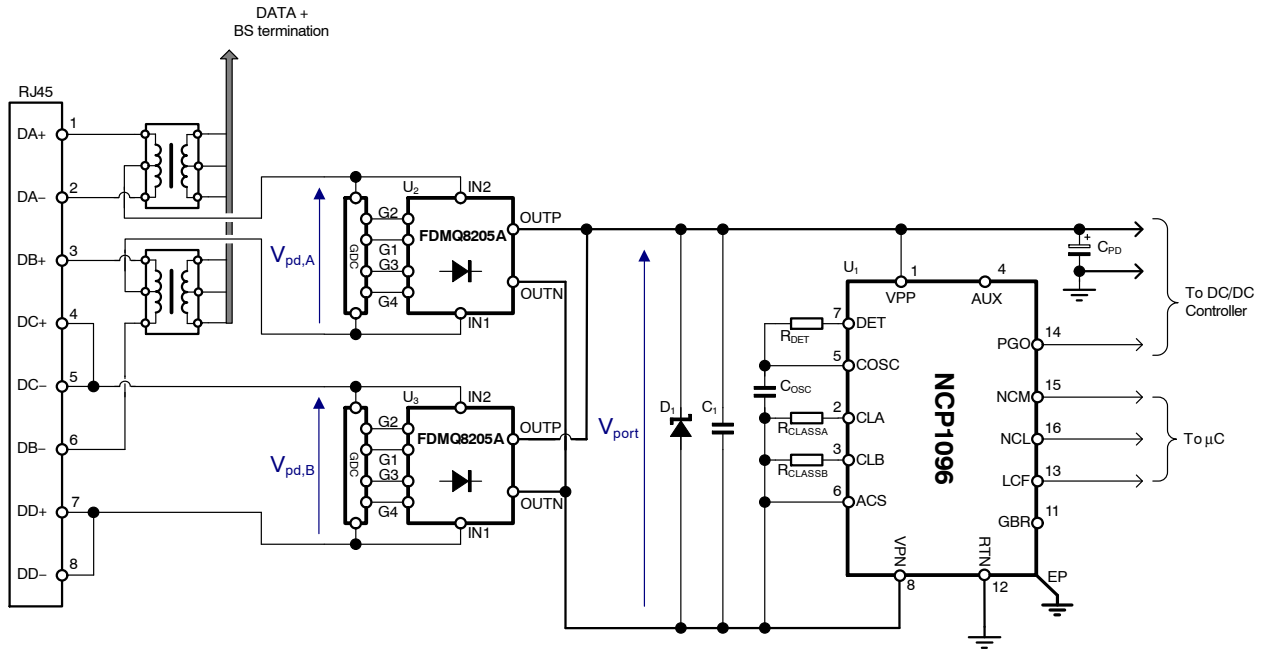 DATA +
BS termination
RJ45
DA+
1
DA−
2
DB+
3
DC+
4
DC−
5
DB−
6
DD+
7
DD−
8
Vpd,A
GDC
G2
G1
G3
G4
U2
IN2
FDMQ8205A
OUTP
OUTN
IN1
Vpd,B
GDC
G2
G1
G3
G4
U3
IN2
FDMQ8205A
OUTP
OUTN
IN1
Vport
D1
C1
RDET
COSC
RCLASSA
RCLASSB
U1
NCP1096
1
VPP
4
AUX
7
DET
5
COSC
2
CLA
3
CLB
6
ACS
VPN
8
RTN
12
EP
PGO
14
NCM
15
NCL
16
LCF
13
GBR
11
+
CPD
To DC/DC
Controller
To μC